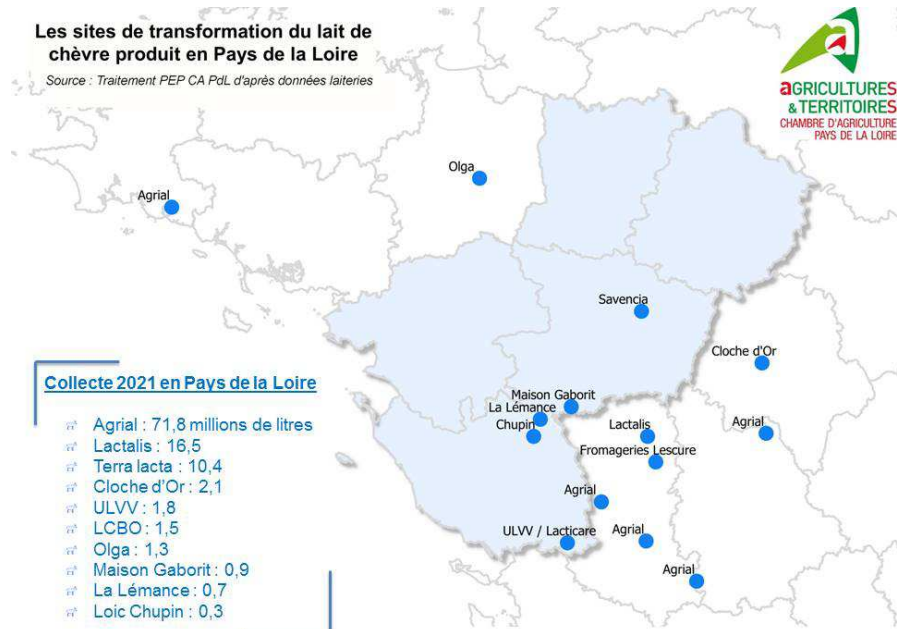 Les sites de transformation du lait de
chèvre produit en Pays de la Loire
Source : Traitement PEP CA PdL d'après données laiteries
a
aGRICULTURES
& TERRITOIRES
CHAMBRE D'AGRICULTURE
PAYS DE LA LOIRE
Olga
Agrial
Savencia
Cloche d'Or
Maison Gaborit
La Lémance
Chupin
Lactalis
Agrial
Fromageries Lescure
Agrial
ULVV / Lacticare
Agrial
Agrial
Collecte 2021 en Pays de la Loire
Agrial : 71,8 millions de litres
Lactalis : 16,5
Terra lacta : 10,4
Cloche d'Or : 2,1
ULVV : 1,8
LCBO : 1,5
Olga : 1,3
Maison Gaborit : 0,9
La Lémance : 0,7
Loic Chupin : 0,3